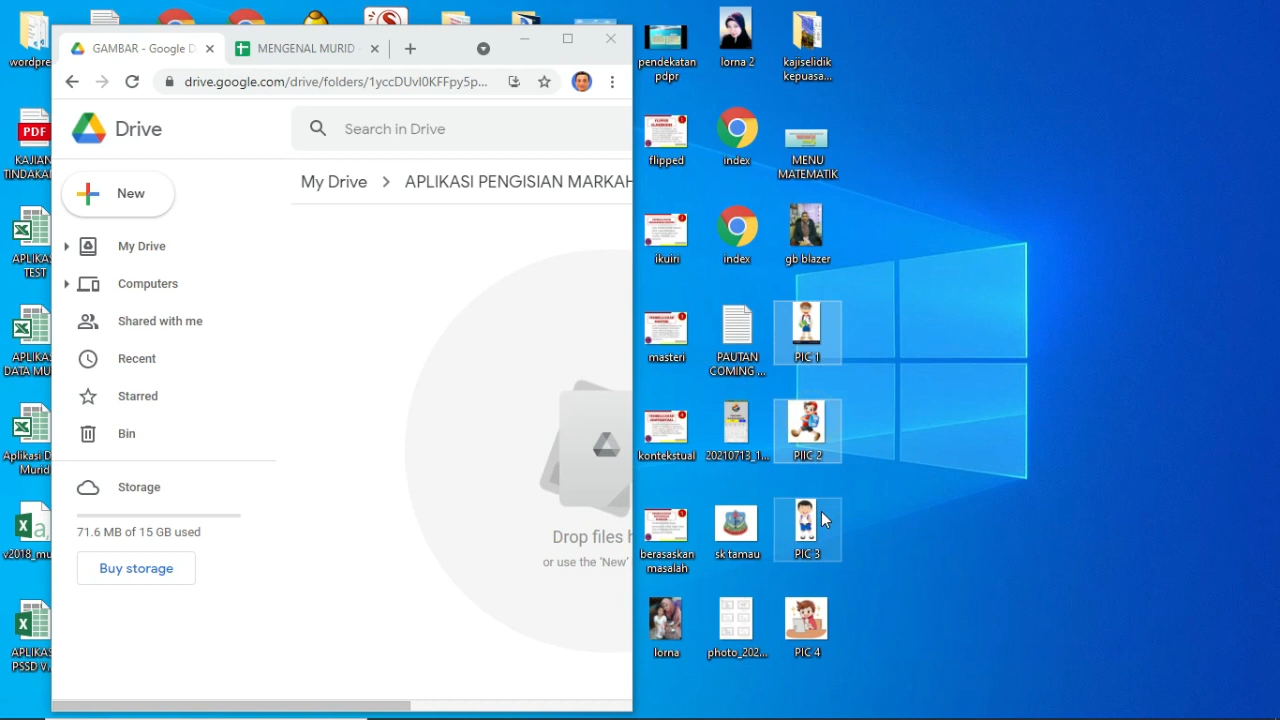 GAMBAR - Google D
MENGENAL MURID -
drive.google.com/drive/folders/1yccDUvI0KFFpy5p...
Drive
Search in Drive
My Drive
APLIKASI PENGISIAN MARKAH
New
My Drive
Computers
Shared with me
Recent
Starred
Bin
Storage
71.6 MB of 15 GB used
Buy storage
Drop files h
or use the 'New'
wordpre
PDF
KAJIAN
TINDAKA
APLIKAS
TEST
APLIKAS
DATA MU
Aplikasi D
Murid
v2018_mu
APLIKAS
PSSD v
pendekatan
pdpr
flipped
ikuiri
masteri
kontekstual
berasaskan
masalah
lorna
lorna 2
index
index
PAUTAN
COMING ...
20210713_1...
sk tamau
photo_202...
kajiselidik
kepuasa...
MENU
MATEMATIK
gb blazer
PIC 1
PIIC 2
PIC 3
PIC 4